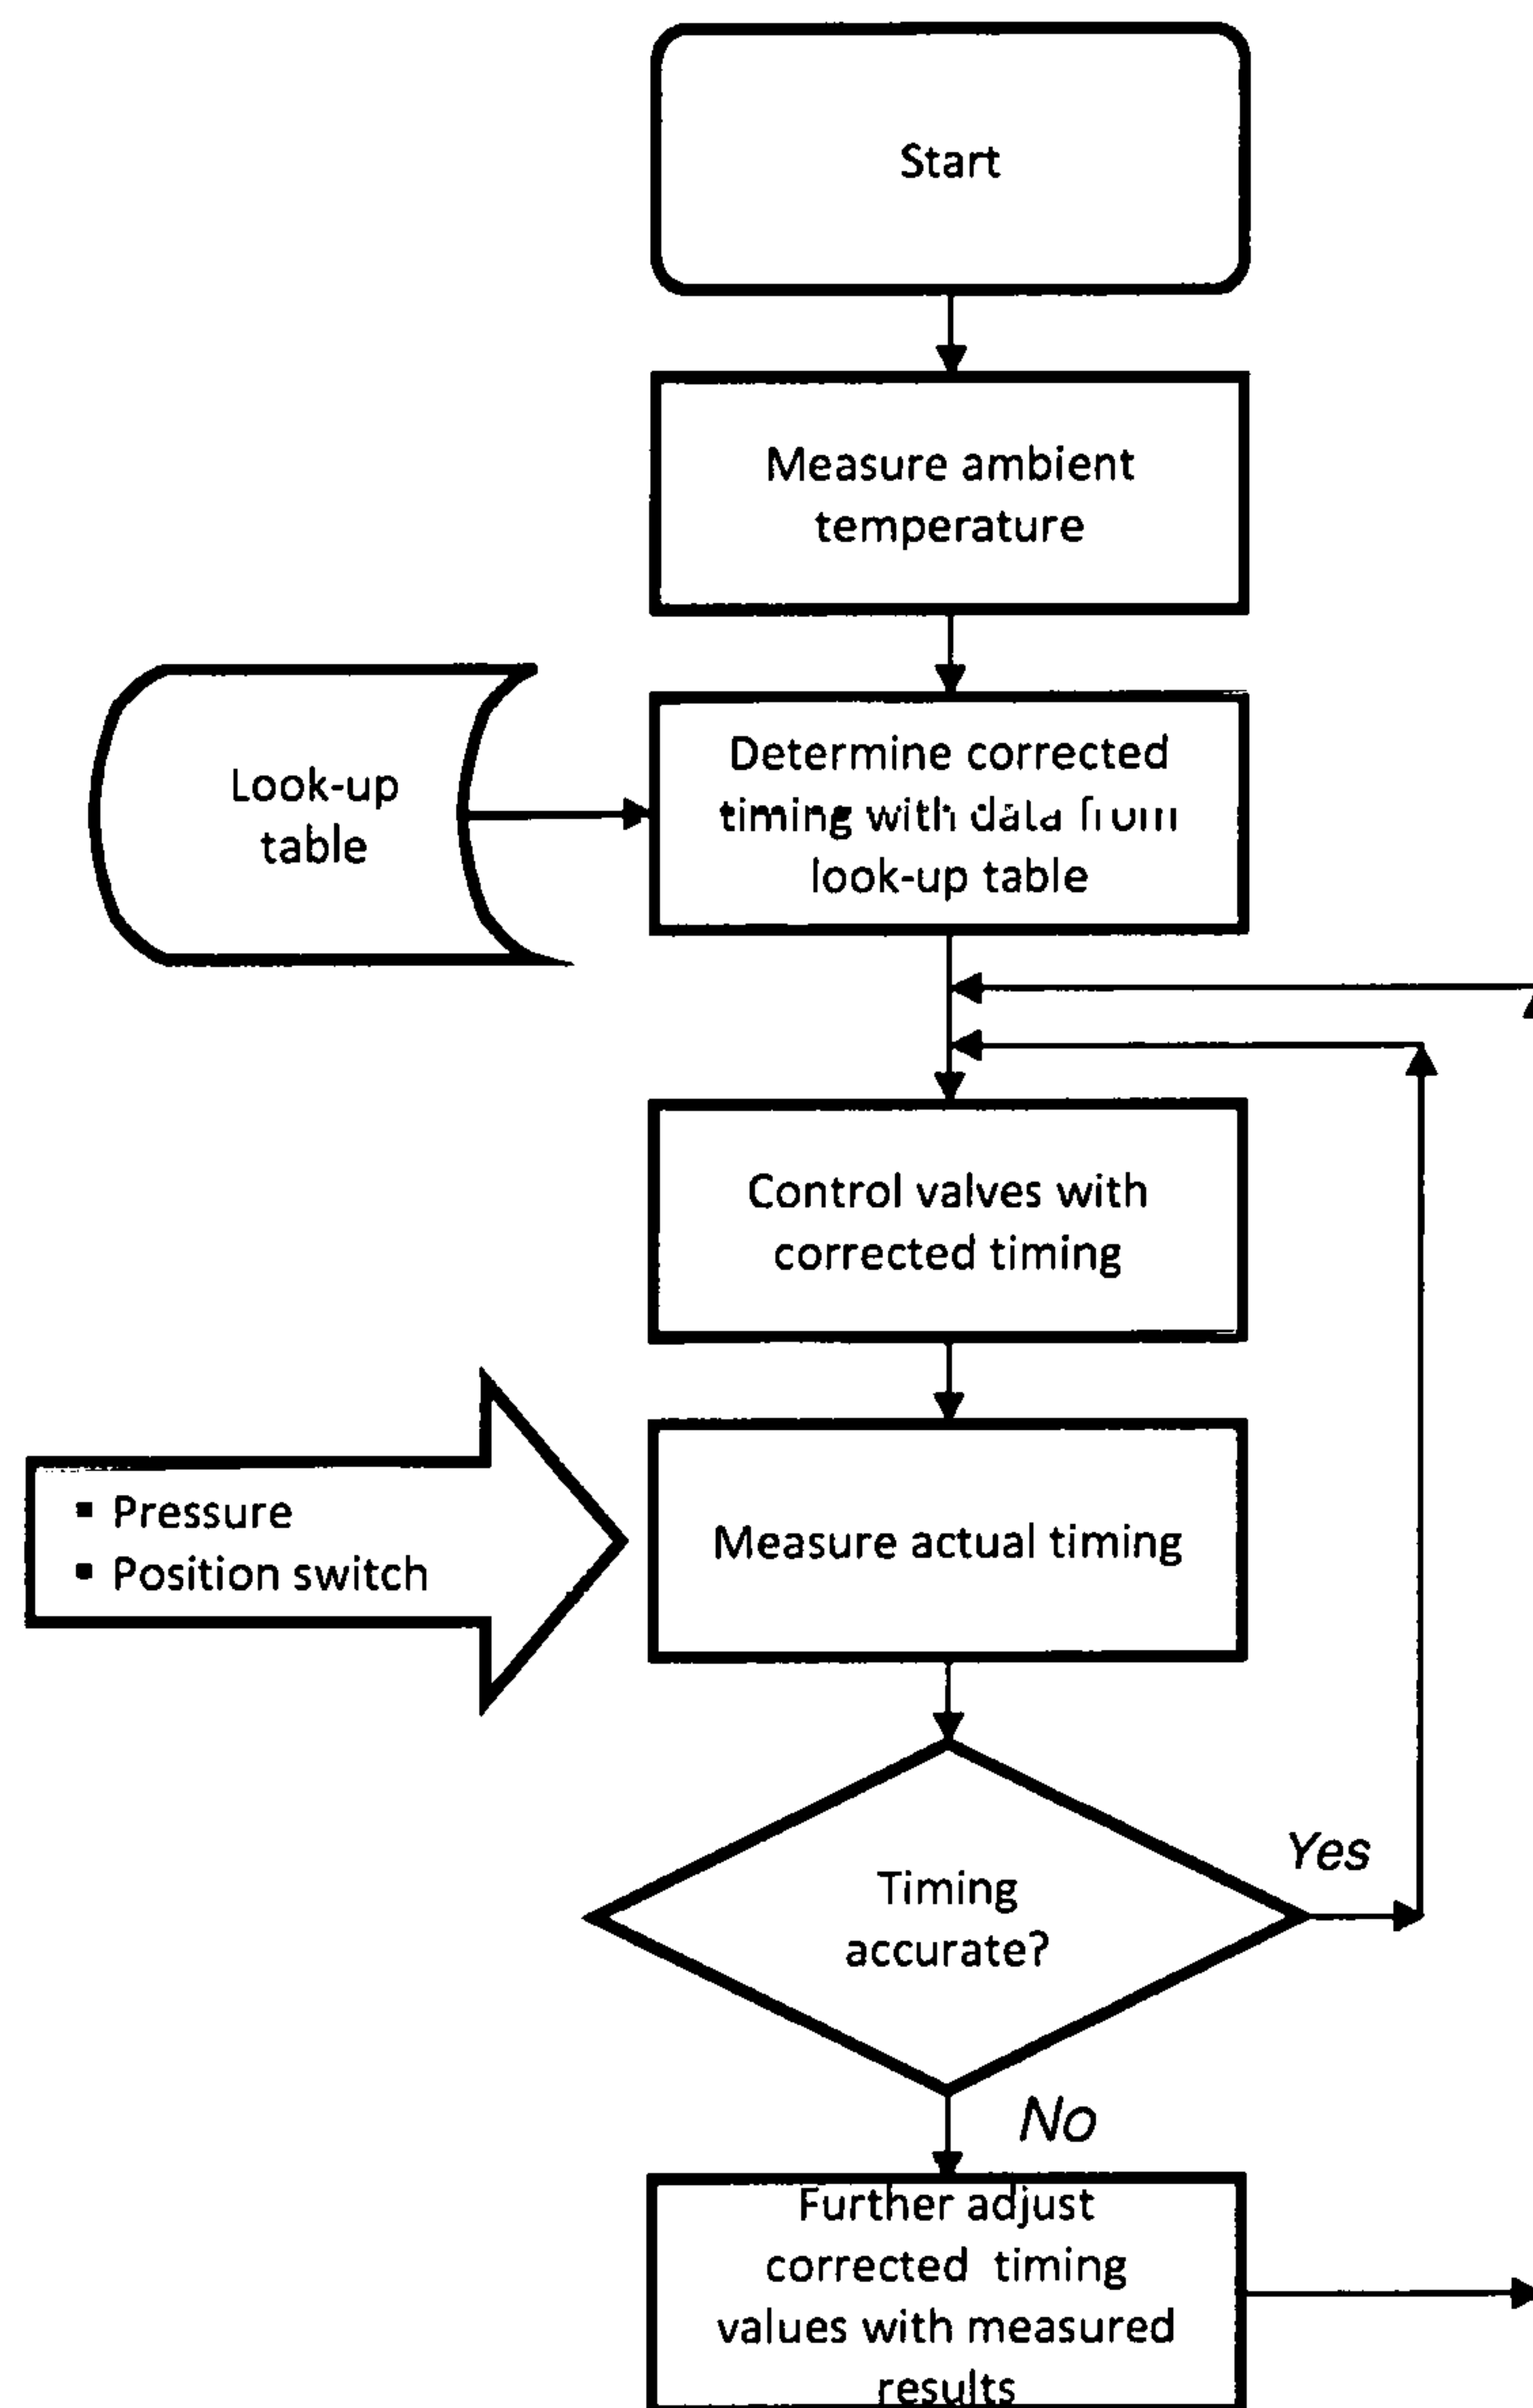 Start
Measure ambient
temperature
Look-up
table
Determine corrected
timing with data from
look-up table
Control valves with
corrected timing
▪ Pressure
▪ Position switch
Measure actual timing
Timing
accurate?
Yes
No
Further adjust
corrected timing
values with measured
results